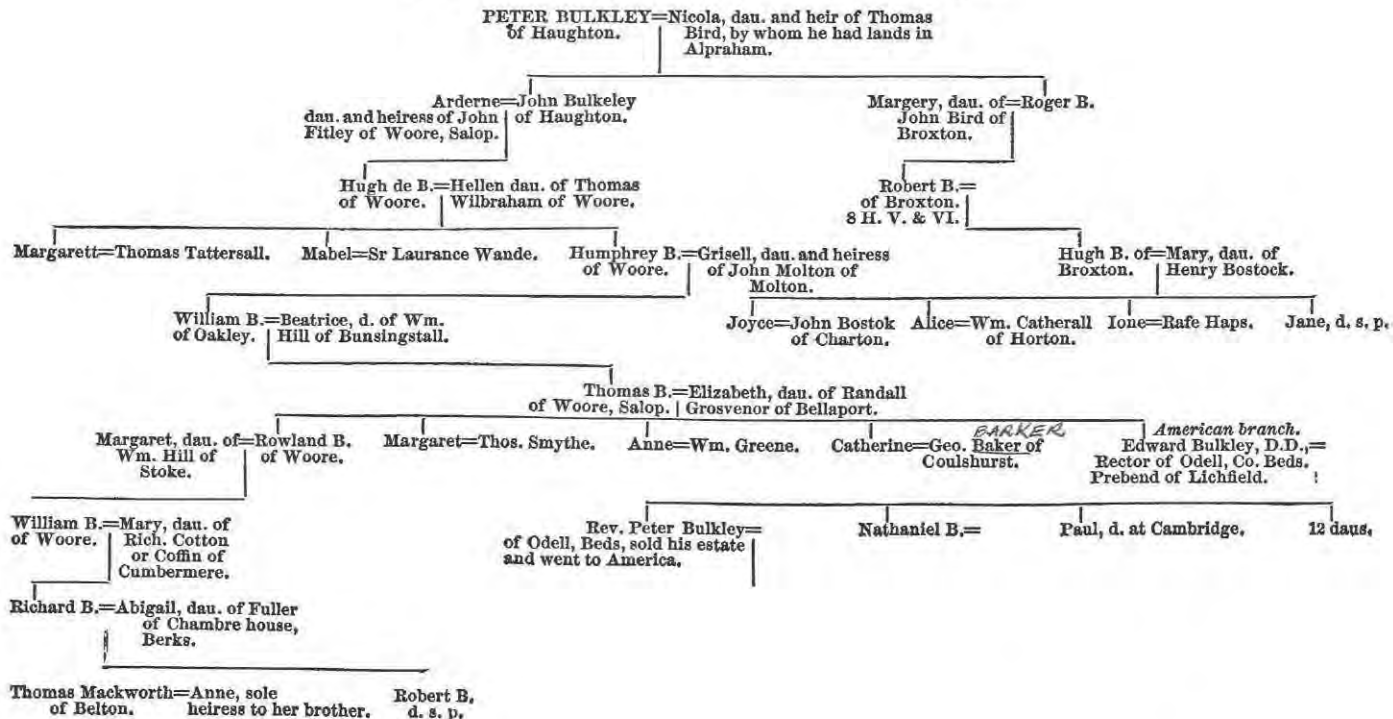 PETER BULKLEY=Nicola, dau. and heir of Thomas
of Haughton. Bird, by whom he had lands in
Alpraham.
Arderne=John Bulkeley
dau. and heiress of John of Haughton.
Fitley of Woore, Salop.
Margery, dau. of=Roger B.
John Bird of
Broxton.
Hugh de B.=Hellen dau. of Thomas
of Woore. Wilbraham of Woore.
Robert B.=
of Broxton.
8 H. V. & VI.
Margarett=Thomas Tattersall.
Mabel=Sr Laurance Wande.
Humphrey B.=Grisell, dau. and heiress
of Woore. of John Molton of
Molton.
Hugh B. of=Mary, dau. of
Broxton. Henry Bostock.
William B.=Beatrice, d. of Wm.
of Oakley. Hill of Bunsingstall.
Joyce=John Bostok
of Charton.
Alice=Wm. Catherall
of Horton.
Ione=Rafe Haps.
Jane, d. s. p.
Thomas B.=Elizabeth, dau. of Randall
of Woore, Salop. Grosvenor of Bellaport.
Margaret, dau. of=Rowland B.
Wm. Hill of of Woore.
Stoke.
Margaret=Thos. Smythe.
Anne=Wm. Greene.
BARKER
Catherine=Geo. Baker of
Coulshurst.
American branch.
Edward Bulkley, D.D.,=
Rector of Odell, Co. Beds.
Prebend of Lichfield.
William B.=Mary, dau. of
of Woore. Rich. Cotton
or Coffin of
Cumbermere.
Rev. Peter Bulkley=
of Odell, Beds, sold his estate
and went to America.
Nathaniel B.=
Paul, d. at Cambridge.
12 daus.
Richard B.=Abigail, dau. of Fuller
of Chambre house,
Berks.
Thomas Mackworth=Anne, sole
of Belton. heiress to her brother.
Robert B.
d. s. p.